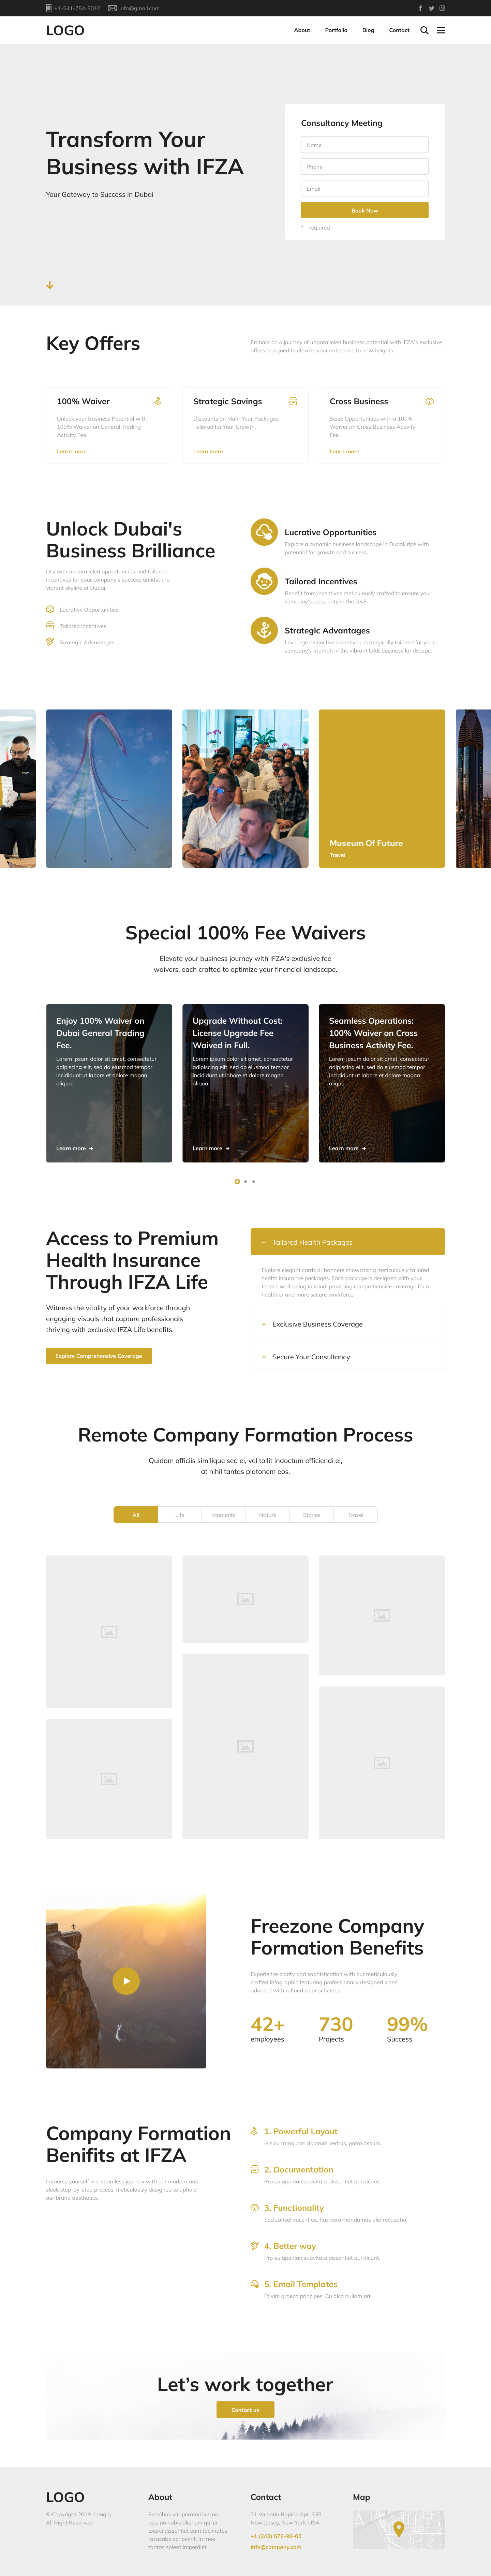 +1-541-754-3010 info@gmail.com
LOGO
About Portfolio Blog Contact
Transform Your
Business with IFZA
Your Gateway to Success in Dubai
Consultancy Meeting
Name
Phone
Email
Book Now
* – required
Key Offers
Embark on a journey of unparalleled business potential with IFZA's exclusive
offers designed to elevate your enterprise to new heights
100% Waiver
Unlock your Business Potential with
100% Waiver on General Trading
Activity Fee.
Learn more
Strategic Savings
Discounts on Multi-Year Packages
Tailored for Your Growth.
Learn more
Cross Business
Seize Opportunities with a 100%
Waiver on Cross Business Activity
Fee.
Learn more
Unlock Dubai's
Business Brilliance
Discover unparalleled opportunities and tailored
incentives for your company's success amidst the
vibrant skyline of Dubai.
Lucrative Opportunities
Tailored Incentives
Strategic Advantages
Lucrative Opportunities
Explore a dynamic business landscape in Dubai, ripe with
potential for growth and success.
Tailored Incentives
Benefit from incentives meticulously crafted to ensure your
company's prosperity in the UAE.
Strategic Advantages
Leverage distinctive incentives strategically tailored for your
company's triumph in the vibrant UAE business landscape.
Museum Of Future
Travel
Special 100% Fee Waivers
Elevate your business journey with IFZA's exclusive fee
waivers, each crafted to optimize your financial landscape.
Enjoy 100% Waiver on
Dubai General Trading
Fee.
Lorem ipsum dolor sit amet, consectetur
adipiscing elit, sed do eiusmod tempor
incididunt ut labore et dolore magna
aliqua.
Learn more
Upgrade Without Cost:
License Upgrade Fee
Waived in Full.
Lorem ipsum dolor sit amet, consectetur
adipiscing elit, sed do eiusmod tempor
incididunt ut labore et dolore magna
aliqua.
Learn more
Seamless Operations:
100% Waiver on Cross
Business Activity Fee.
Lorem ipsum dolor sit amet, consectetur
adipiscing elit, sed do eiusmod tempor
incididunt ut labore et dolore magna
aliqua.
Learn more
Access to Premium
Health Insurance
Through IFZA Life
Witness the vitality of your workforce through
engaging visuals that capture professionals
thriving with exclusive IFZA Life benefits.
Explore Comprehensive Coverage
Tailored Health Packages
Explore elegant cards or banners showcasing meticulously tailored
health insurance packages. Each package is designed with your
team's well-being in mind, providing comprehensive coverage for a
healthier and more secure workforce.
Exclusive Business Coverage
Secure Your Consultancy
Remote Company Formation Process
Quidam officiis similique sea ei, vel tollit indoctum efficiendi ei,
at nihil tantas platonem eos.
All Life Moments Nature Stories Travel
Freezone Company
Formation Benefits
Experience clarity and sophistication with our meticulously
crafted infographic featuring professionally designed icons
adorned with refined color schemes.
42+ 730 99%
employees Projects Success
Company Formation
Benifits at IFZA
Immerse yourself in a seamless journey with our modern and
sleek step-by-step process, meticulously designed to uphold
our brand aesthetics.
1. Powerful Layout
His cu tamquam dolorum veritus, porro assum.
2. Documentation
Pro eu aperiian suavitate dissentiet qui dicunt.
3. Functionality
Sed consul vocent ex, has vero mandamus alia recusabo.
4. Better way
Pro eu aperiian suavitate dissentiet qui dicunt.
5. Email Templates
Et vim graeco principes. Cu dico nullam pri.
Let's work together
Contact us
LOGO
© Copyright 2019. Laaqiq.
All Right Reserved.
About
Erroribus vituperatoribus no
eos, no nobis alienum qui ei,
exerci dissentiet eum tacimates
recusabo scripserit, in mea
tantas soleat imperdiet.
Contact
21 Valentin Rapids Apt. 335
New Jersey, New York, USA
+1 (243) 576-98-02
info@company.com
Map